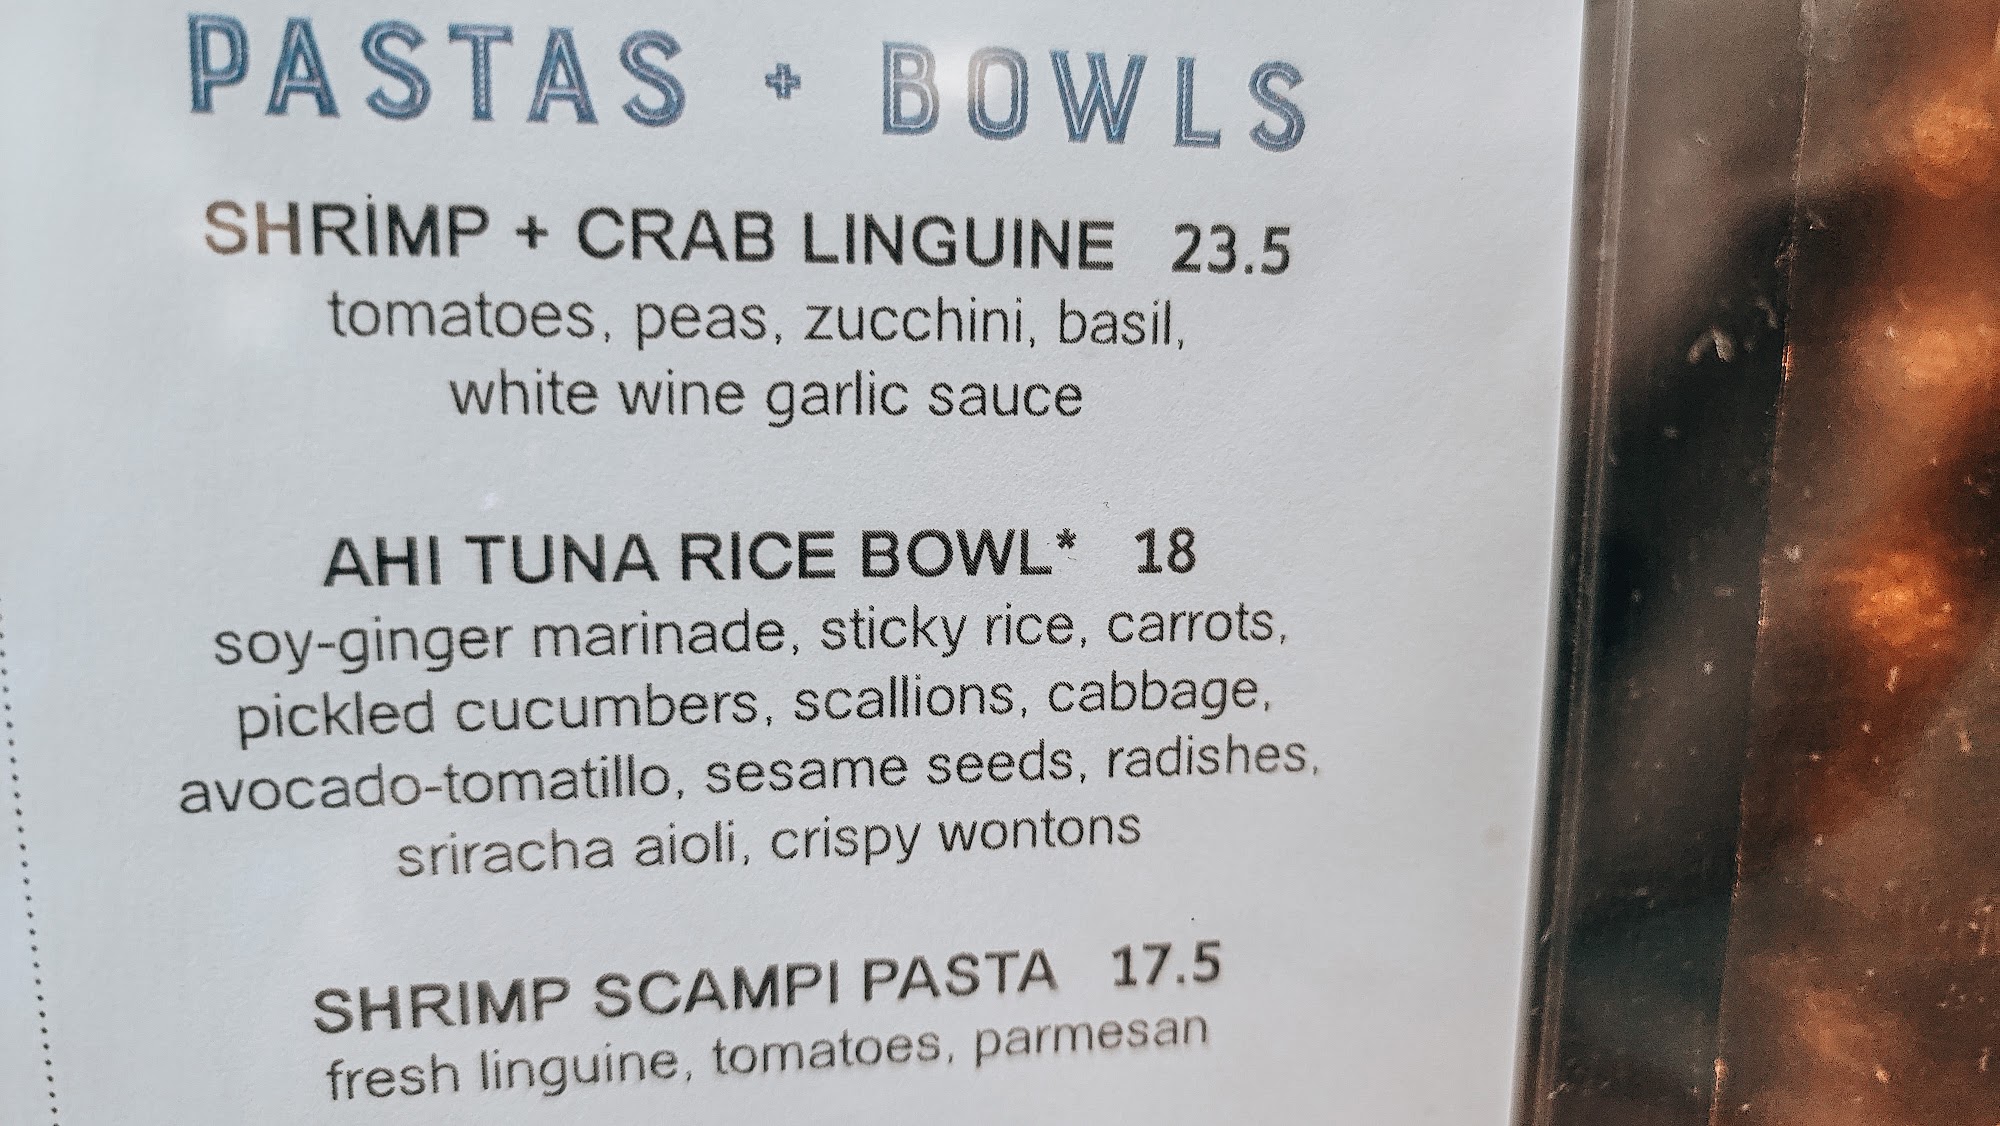 PASTAS + BOWLS
SHRIMP + CRAB LINGUINE 23.5
tomatoes, peas, zucchini, basil,
white wine garlic sauce
AHI TUNA RICE BOWL* 18
soy-ginger marinade, sticky rice, carrots,
pickled cucumbers, scallions, cabbage,
avocado-tomatillo, sesame seeds, radishes,
sriracha aioli, crispy wontons
SHRIMP SCAMPI PASTA 17.5
fresh linguine, tomatoes, parmesan